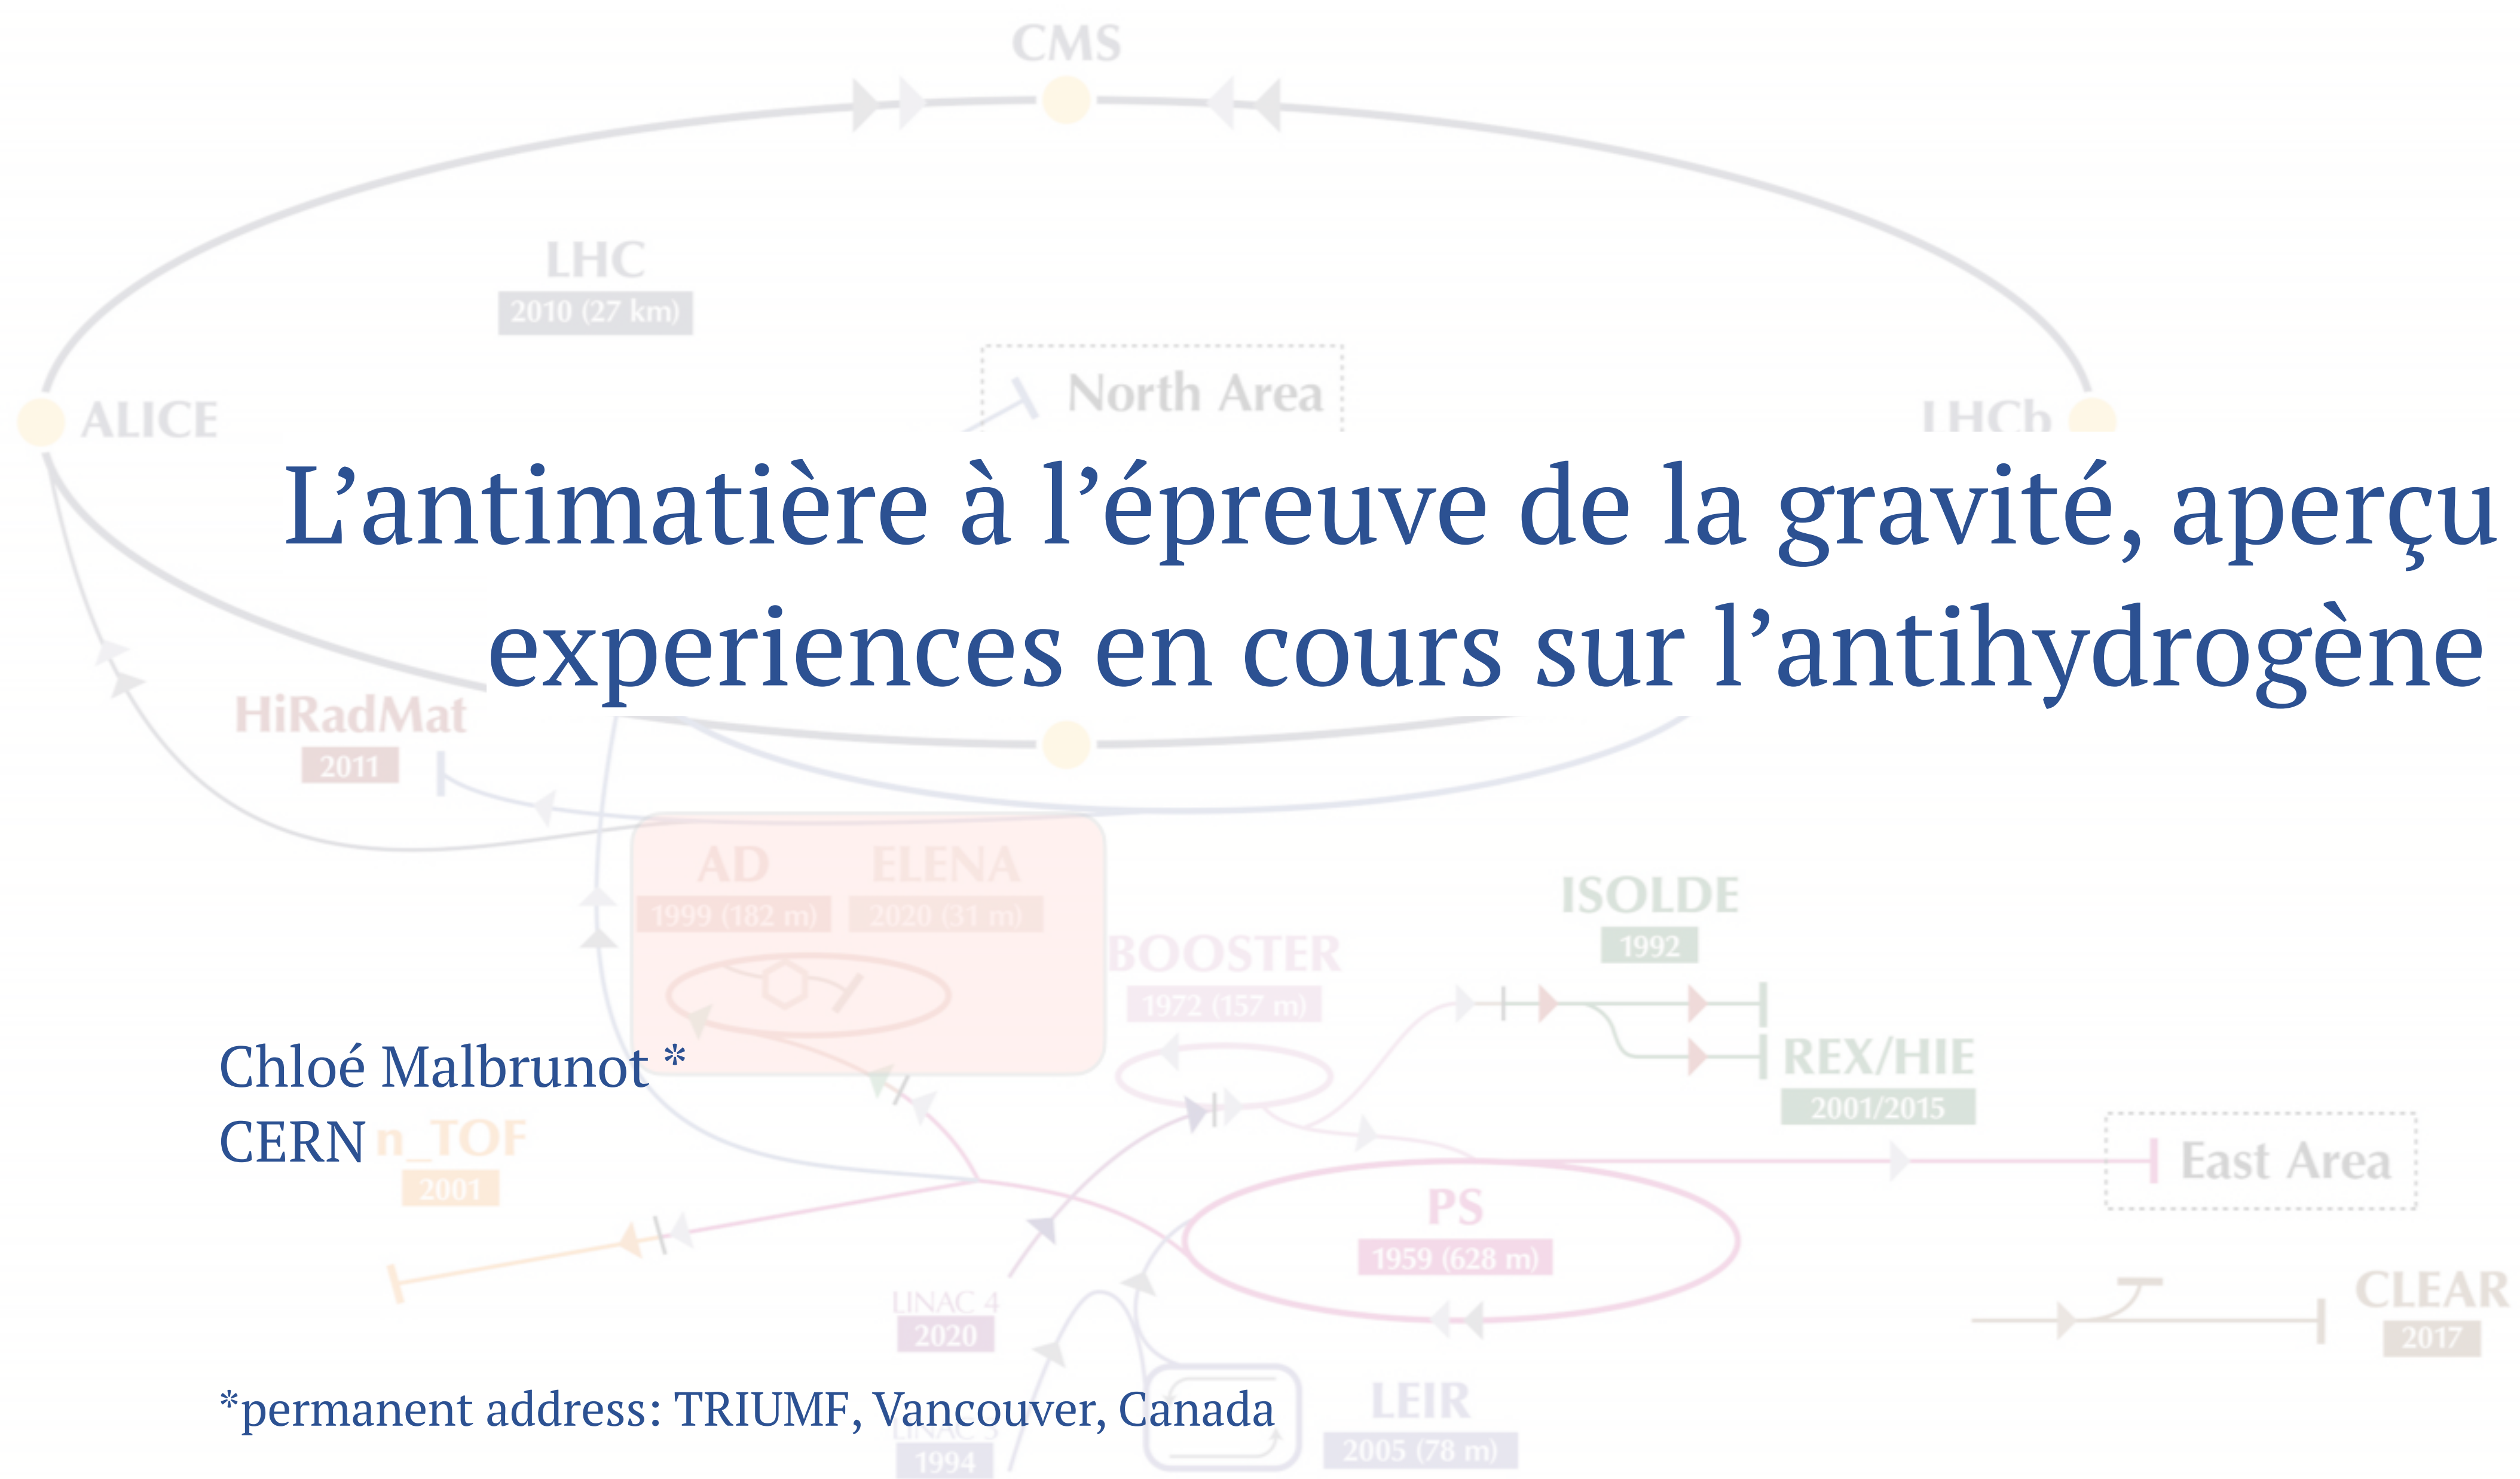 CMS
LHC
2010 (27 km)
North Area
ALICE
LHCb
L’antimatière à l’épreuve de la gravité, aperçu
experiences en cours sur l’antihydrogène
HiRadMat
2011
AD
1999 (182 m)
ELENA
2020 (31 m)
ISOLDE
1992
BOOSTER
1972 (157 m)
REX/HIE
2001/2015
Chloé Malbrunot *
CERN
n_TOF
2001
East Area
PS
1959 (628 m)
LINAC 4
2020
CLEAR
2017
*permanent address: TRIUMF, Vancouver, Canada
LINAC 3
1994
LEIR
2005 (78 m)